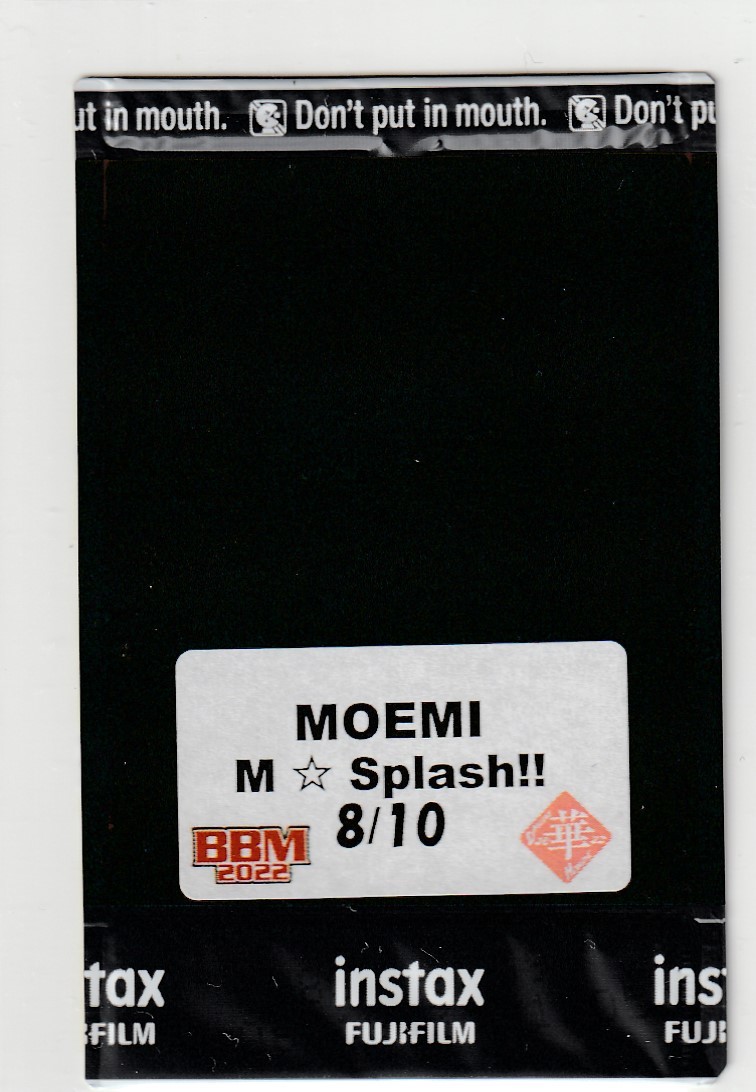 ut in mouth. Don't put in mouth. Don't pu
MOEMI
M ☆ Splash!!
8/10
BBM
2022
華
tax instax ins
FILM FUJIFILM FUJI